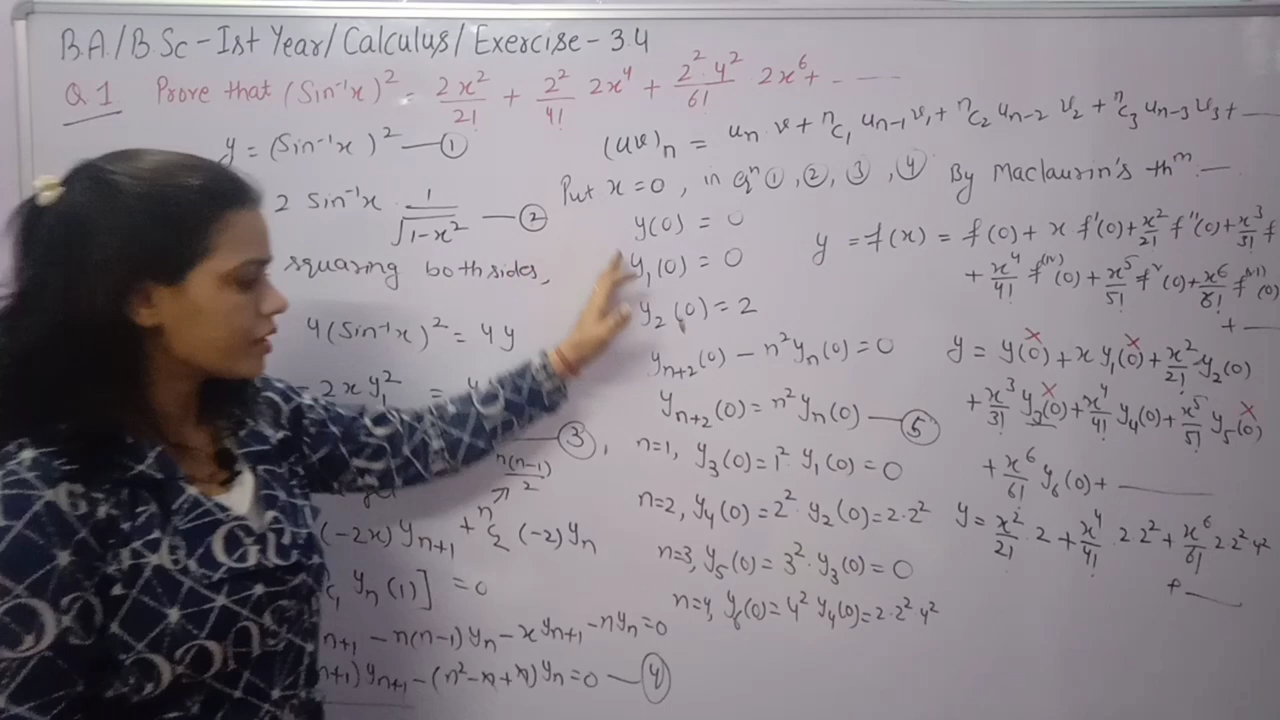 B.A./B.Sc - Ist Year/ Calculus/ Exercise - 3.4
Q 1 Prove that (Sin⁻¹x)² = 2x²/2! + 2²/4! 2x⁴ + 2²·4²/6! 2x⁶ + - - -
y = (Sin⁻¹x)² — ①
2 Sin⁻¹x · 1/√1-x² — ②
squaring both sides,
4(Sin⁻¹x)² = 4y
- 2xy₁² =
— ③,
n(n-1)/2
(-2x)yₙ₊₁ + ⁿC₂ (-2)yₙ
yₙ(1)] = 0
ₙ₊₁ - n(n-1)yₙ - xyₙ₊₁ - nyₙ = 0
n+1)yₙ₊₁ - (n² - n + n)yₙ = 0 — ④
(uv)ₙ = uₙ·v + ⁿC₁ uₙ₋₁v₁ + ⁿC₂ uₙ₋₂ v₂ + ⁿC₃ uₙ₋₃v₃ + —
Put x = 0, in eqⁿ ①, ②, ③, ④
y(0) = 0
y₁(0) = 0
y₂(0) = 2
yₙ₊₂(0) - n²yₙ(0) = 0
yₙ₊₂(0) = n²yₙ(0) — ⑤
n=1, y₃(0) = 1²·y₁(0) = 0
n=2, y₄(0) = 2²·y₂(0) = 2·2²
n=3, y₅(0) = 3²·y₃(0) = 0
n=4, y₆(0) = 4²y₄(0) = 2·2²·4²
By Maclaurin's thᵐ :—
y = f(x) = f(0) + x f'(0) + x²/2! f''(0) + x³/3! f
+ x⁴/4! f⁽ᴵⱽ⁾(0) + x⁵/5! fⱽ(0) + x⁶/6! f⁽ⱽᴵ⁾(0)
+ —
y = y(0) + x y₁(0) + x²/2! y₂(0)
+ x³/3! y₃(0) + x⁴/4! y₄(0) + x⁵/5! y₅(0)
+ x⁶/6! y₆(0) + —
y = x²/2! · 2 + x⁴/4! 2·2² + x⁶/6! 2·2²·4²
+ —